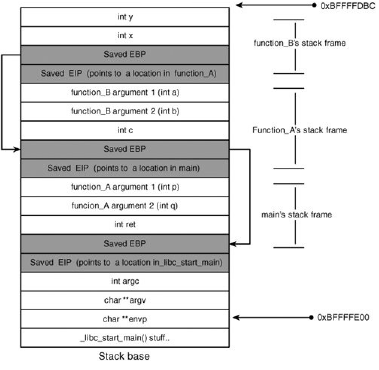 0xBFFFFDBC
int y
int x
function_B's stack frame
Saved EBP
Saved EIP (points to a location in function_A)
function_B argument 1 (int a)
function_B argument 2 (int b)
int c
Function_A's stack frame
Saved EBP
Saved EIP (points to a location in main)
function_A argument 1 (int p)
funcion_A argument 2 (int q)
main's stack frame
int ret
Saved EBP
Saved EIP (points to a location in_libc_start_main)
int argc
char **argv
char **envp
0xBFFFFE00
_libc_start_main() stuff..
Stack base